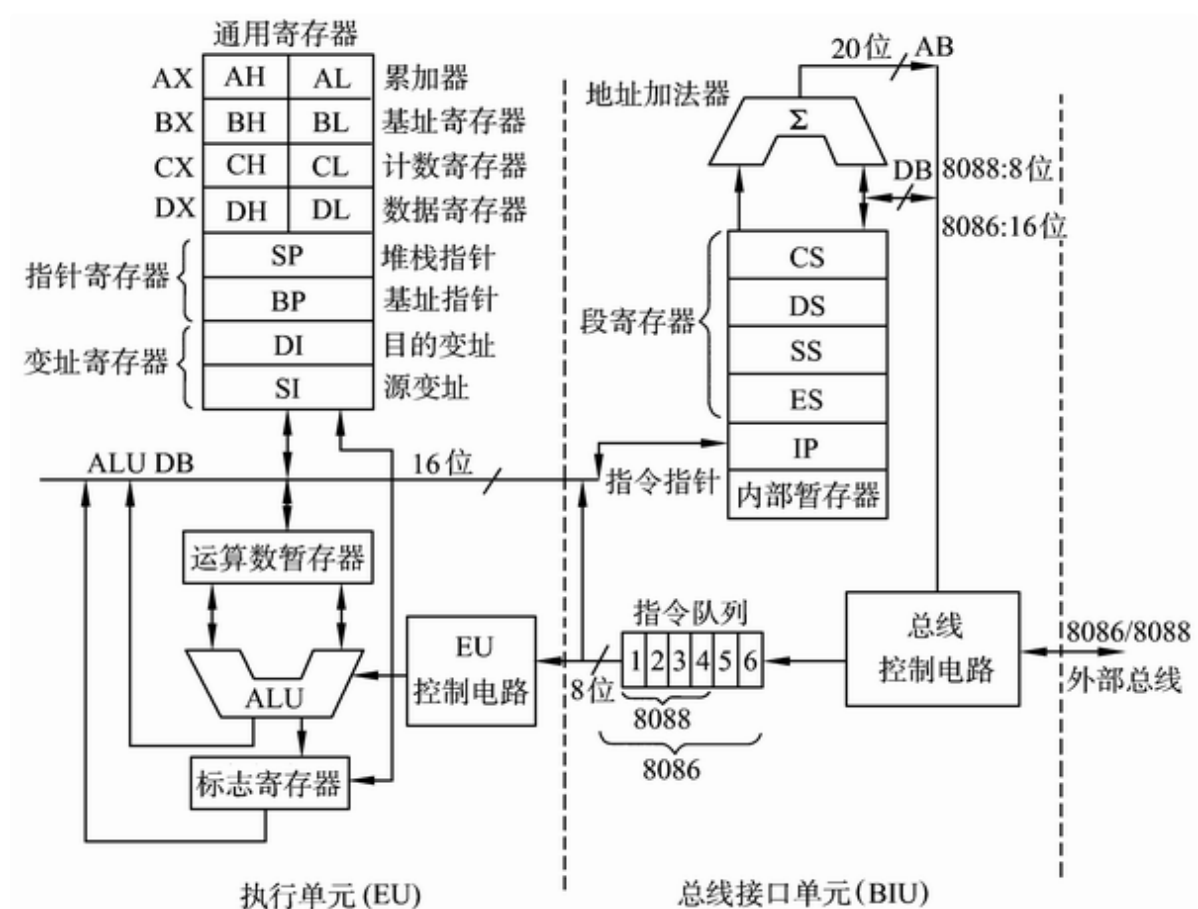 通用寄存器
AX AH AL 累加器
BX BH BL 基址寄存器
CX CH CL 计数寄存器
DX DH DL 数据寄存器
指针寄存器
SP 堆栈指针
BP 基址指针
变址寄存器
DI 目的变址
SI 源变址
ALU DB 16位
运算数暂存器
ALU
标志寄存器
EU
控制电路
8位
执行单元(EU)
20位 AB
地址加法器
Σ
DB 8088:8位
8086:16位
段寄存器
CS
DS
SS
ES
IP
指令指针
内部暂存器
指令队列
1 2 3 4 5 6
8088
8086
总线
控制电路
8086/8088
外部总线
总线接口单元(BIU)